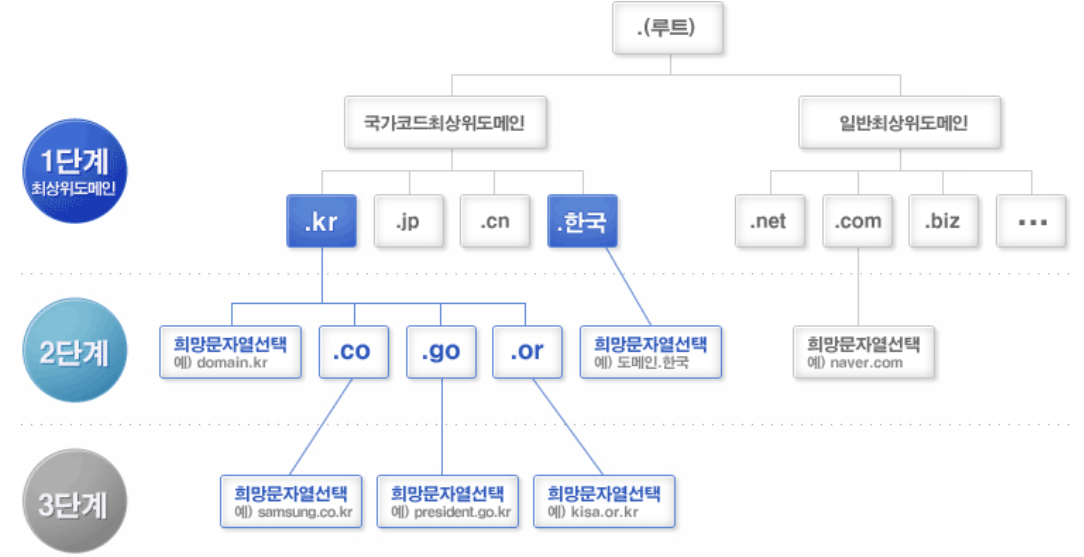 .(루트)
국가코드최상위도메인
일반최상위도메인
1단계
최상위도메인
.kr
.jp
.cn
.한국
.net
.com
.biz
...
2단계
희망문자열선택
예) domain.kr
.co
.go
.or
희망문자열선택
예) 도메인.한국
희망문자열선택
예) naver.com
3단계
희망문자열선택
예) samsung.co.kr
희망문자열선택
예) president.go.kr
희망문자열선택
예) kisa.or.kr